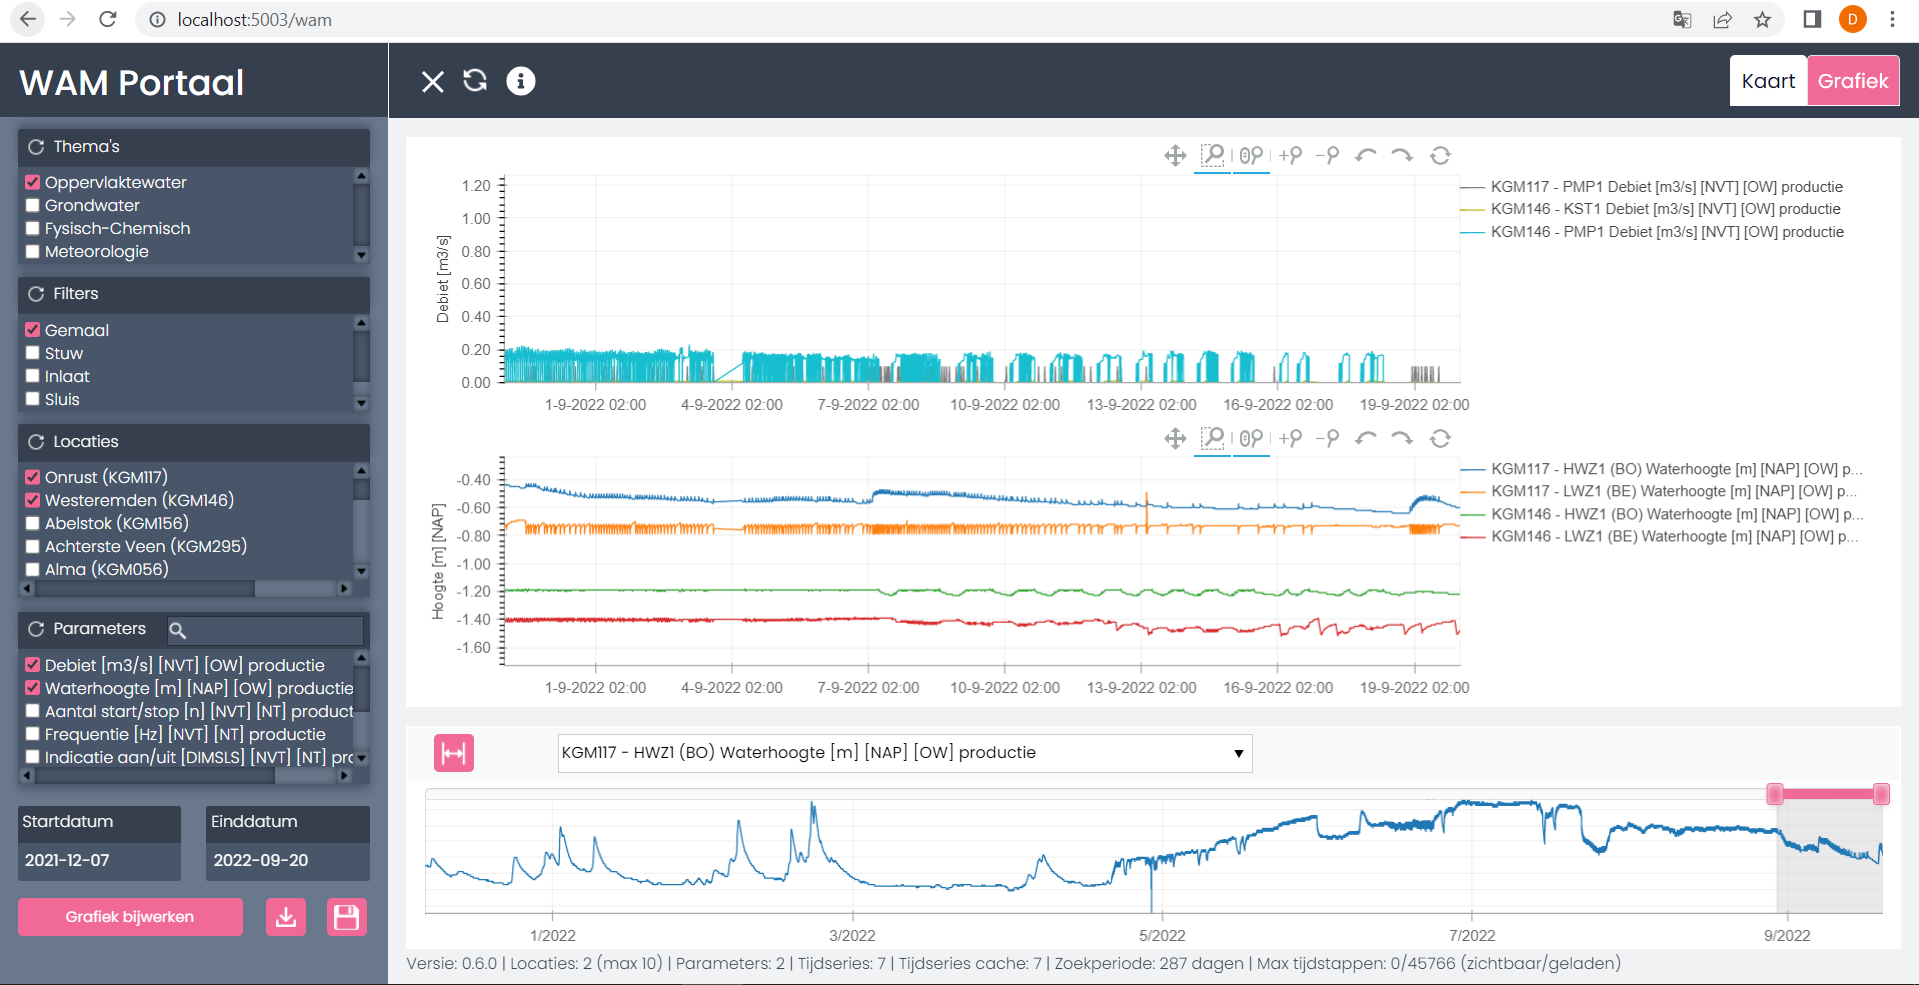 localhost:5003/wam
D
WAM Portaal
Kaart
Grafiek
Thema's
Oppervlaktewater
Grondwater
Fysisch-Chemisch
Meteorologie
Filters
Gemaal
Stuw
Inlaat
Sluis
Locaties
Onrust (KGM117)
Westeremden (KGM146)
Abelstok (KGM156)
Achterste Veen (KGM295)
Alma (KGM056)
Parameters
Debiet [m3/s] [NVT] [OW] productie
Waterhoogte [m] [NAP] [OW] productie
Aantal start/stop [n] [NVT] [NT] product
Frequentie [Hz] [NVT] [NT] productie
Indicatie aan/uit [DIMSLS] [NVT] [NT] prc
Startdatum
2021-12-07
Einddatum
2022-09-20
Grafiek bijwerken
Debiet [m3/s]
1.20
1.00
0.80
0.60
0.40
0.20
0.00
1-9-2022 02:00
4-9-2022 02:00
7-9-2022 02:00
10-9-2022 02:00
13-9-2022 02:00
16-9-2022 02:00
19-9-2022 02:00
KGM117 - PMP1 Debiet [m3/s] [NVT] [OW] productie
KGM146 - KST1 Debiet [m3/s] [NVT] [OW] productie
KGM146 - PMP1 Debiet [m3/s] [NVT] [OW] productie
Hoogte [m] [NAP]
-0.40
-0.60
-0.80
-1.00
-1.20
-1.40
-1.60
1-9-2022 02:00
4-9-2022 02:00
7-9-2022 02:00
10-9-2022 02:00
13-9-2022 02:00
16-9-2022 02:00
19-9-2022 02:00
KGM117 - HWZ1 (BO) Waterhoogte [m] [NAP] [OW] p...
KGM117 - LWZ1 (BE) Waterhoogte [m] [NAP] [OW] p...
KGM146 - HWZ1 (BO) Waterhoogte [m] [NAP] [OW] p...
KGM146 - LWZ1 (BE) Waterhoogte [m] [NAP] [OW] p...
KGM117 - HWZ1 (BO) Waterhoogte [m] [NAP] [OW] productie
1/2022
3/2022
5/2022
7/2022
9/2022
Versie: 0.6.0 | Locaties: 2 (max 10) | Parameters: 2 | Tijdseries: 7 | Tijdseries cache: 7 | Zoekperiode: 287 dagen | Max tijdstappen: 0/45766 (zichtbaar/geladen)